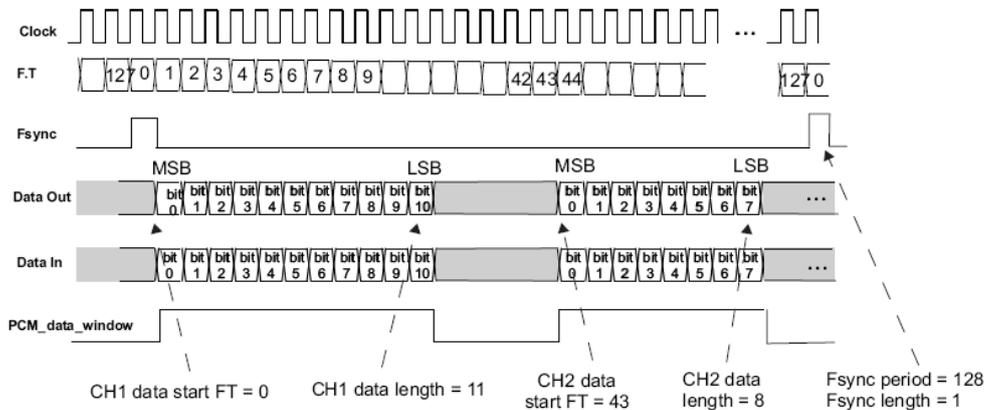 Clock ...
F.T 127 0 1 2 3 4 5 6 7 8 9 42 43 44 127 0
Fsync
MSB LSB MSB LSB
Data Out bit 0 bit 1 bit 2 bit 3 bit 4 bit 5 bit 6 bit 7 bit 8 bit 9 bit 10 bit 0 bit 1 bit 2 bit 3 bit 4 bit 5 bit 6 bit 7 ...
Data In bit 0 bit 1 bit 2 bit 3 bit 4 bit 5 bit 6 bit 7 bit 8 bit 9 bit 10 bit 0 bit 1 bit 2 bit 3 bit 4 bit 5 bit 6 bit 7 ...
PCM_data_window
CH1 data start FT = 0
CH1 data length = 11
CH2 data
start FT = 43
CH2 data
length = 8
Fsync period = 128
Fsync length = 1